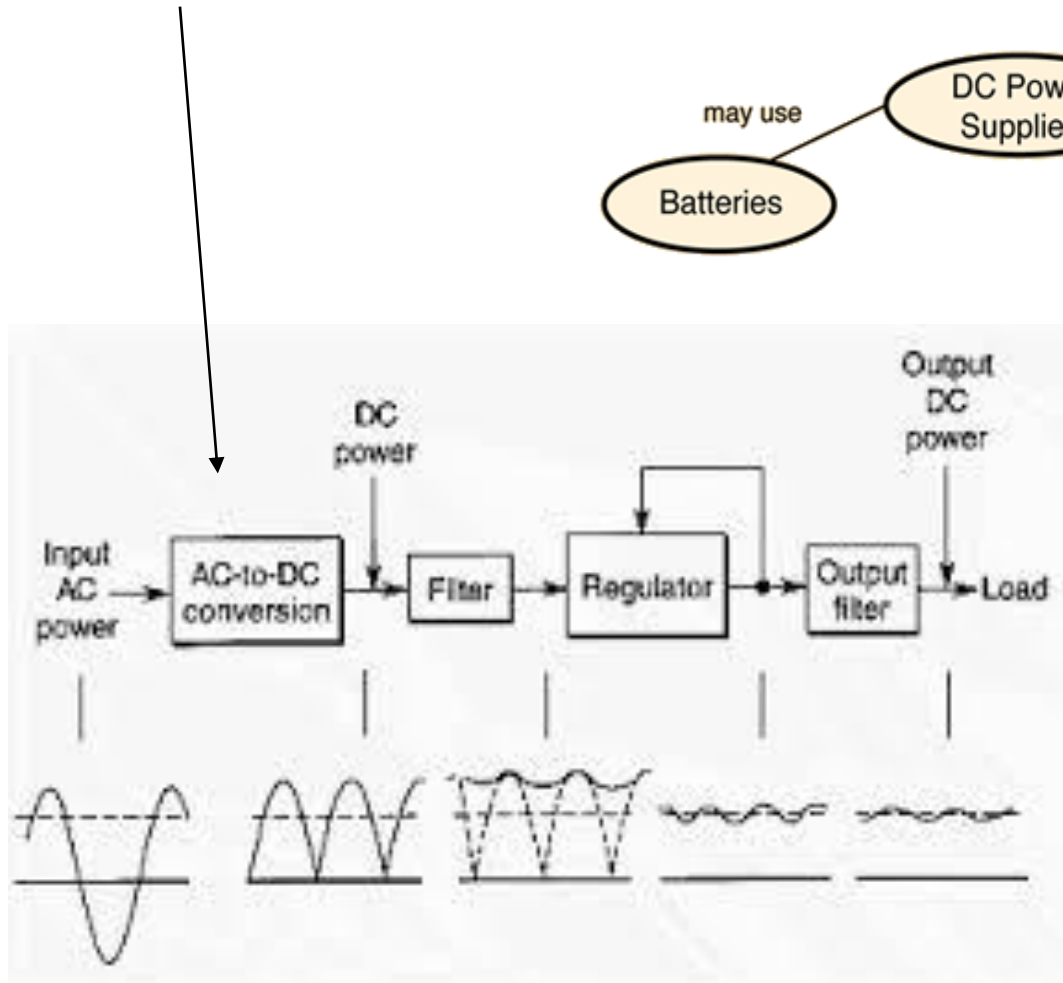 DC Pow
Supplie
may use
Batteries
Output
DC
power
DC
power
Input
AC
power
AC-to-DC
conversion
Filter
Regulator
Output
filter
Load